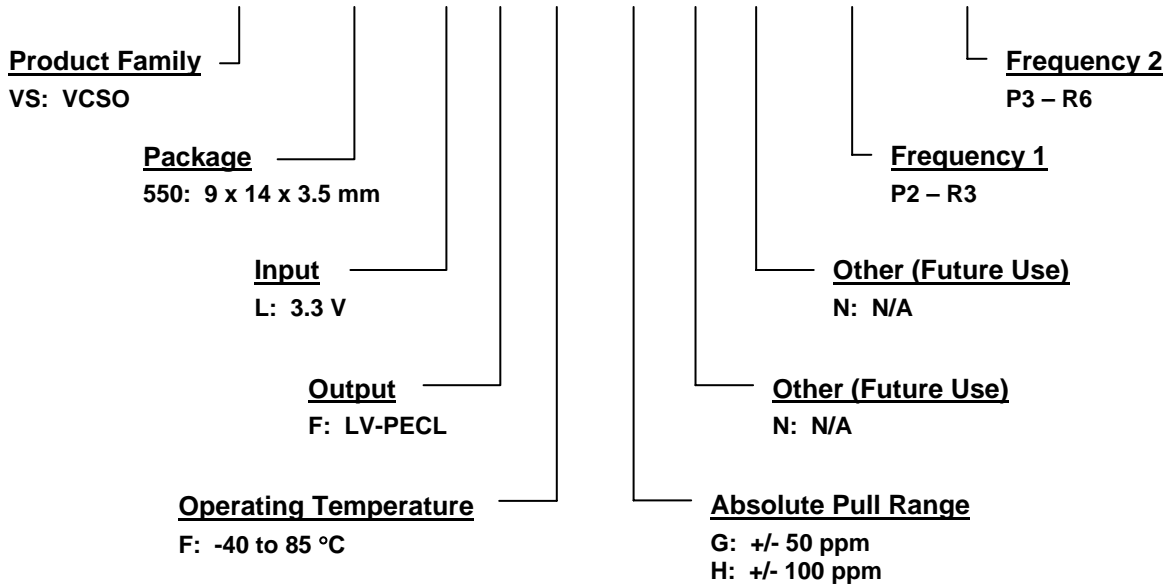 Product Family
VS: VCSO
Frequency 2
P3 – R6
Package
550: 9 x 14 x 3.5 mm
Frequency 1
P2 – R3
Input
L: 3.3 V
Other (Future Use)
N: N/A
Output
F: LV-PECL
Other (Future Use)
N: N/A
Operating Temperature
F: -40 to 85 °C
Absolute Pull Range
G: +/- 50 ppm
H: +/- 100 ppm